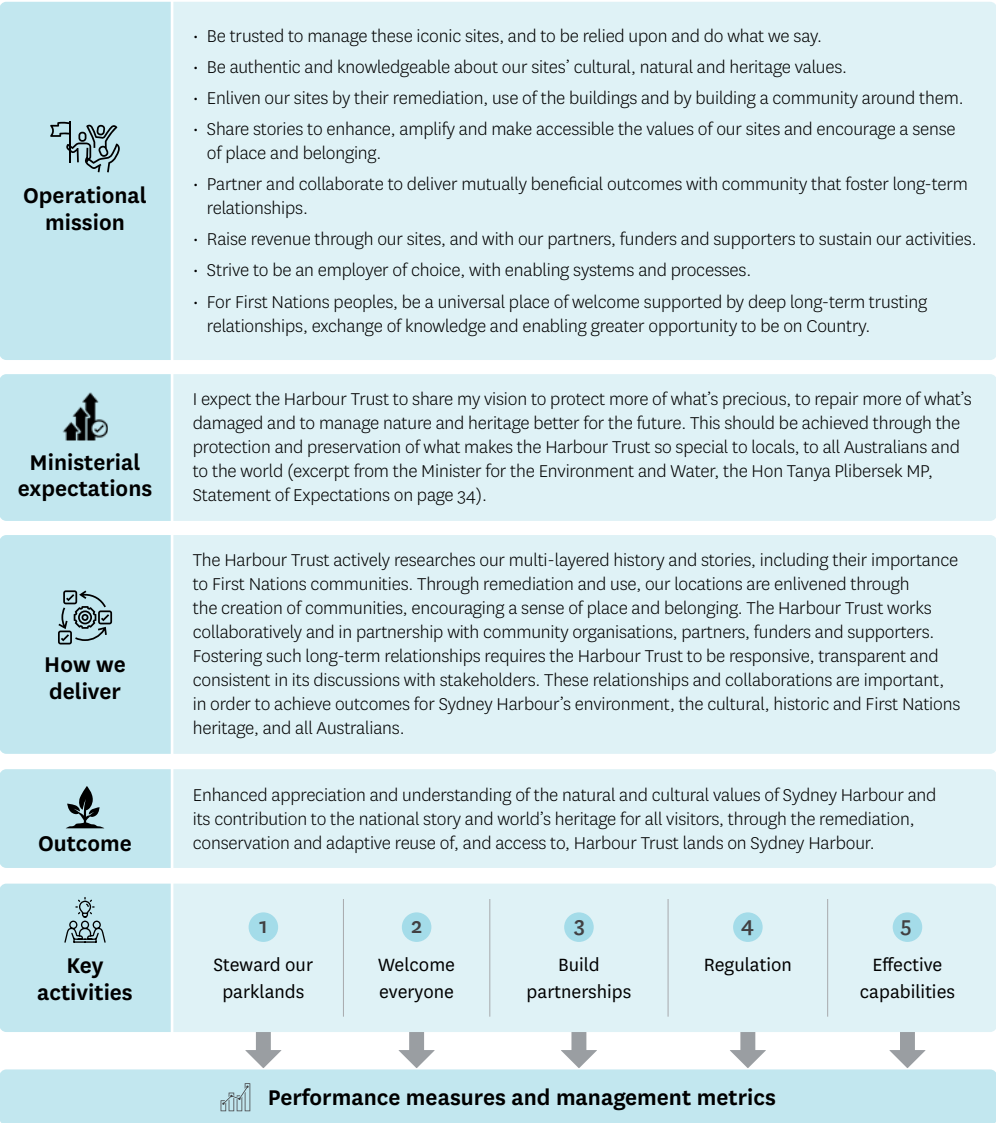 Operational
mission
· Be trusted to manage these iconic sites, and to be relied upon and do what we say.
· Be authentic and knowledgeable about our sites’ cultural, natural and heritage values.
· Enliven our sites by their remediation, use of the buildings and by building a community around them.
· Share stories to enhance, amplify and make accessible the values of our sites and encourage a sense
of place and belonging.
· Partner and collaborate to deliver mutually beneficial outcomes with community that foster long-term
relationships.
· Raise revenue through our sites, and with our partners, funders and supporters to sustain our activities.
· Strive to be an employer of choice, with enabling systems and processes.
· For First Nations peoples, be a universal place of welcome supported by deep long-term trusting
relationships, exchange of knowledge and enabling greater opportunity to be on Country.
Ministerial
expectations
I expect the Harbour Trust to share my vision to protect more of what’s precious, to repair more of what’s
damaged and to manage nature and heritage better for the future. This should be achieved through the
protection and preservation of what makes the Harbour Trust so special to locals, to all Australians and
to the world (excerpt from the Minister for the Environment and Water, the Hon Tanya Plibersek MP,
Statement of Expectations on page 34).
How we
deliver
The Harbour Trust actively researches our multi-layered history and stories, including their importance
to First Nations communities. Through remediation and use, our locations are enlivened through
the creation of communities, encouraging a sense of place and belonging. The Harbour Trust works
collaboratively and in partnership with community organisations, partners, funders and supporters.
Fostering such long-term relationships requires the Harbour Trust to be responsive, transparent and
consistent in its discussions with stakeholders. These relationships and collaborations are important,
in order to achieve outcomes for Sydney Harbour’s environment, the cultural, historic and First Nations
heritage, and all Australians.
Outcome
Enhanced appreciation and understanding of the natural and cultural values of Sydney Harbour and
its contribution to the national story and world’s heritage for all visitors, through the remediation,
conservation and adaptive reuse of, and access to, Harbour Trust lands on Sydney Harbour.
Key
activities
1
Steward our
parklands
2
Welcome
everyone
3
Build
partnerships
4
Regulation
5
Effective
capabilities
Performance measures and management metrics